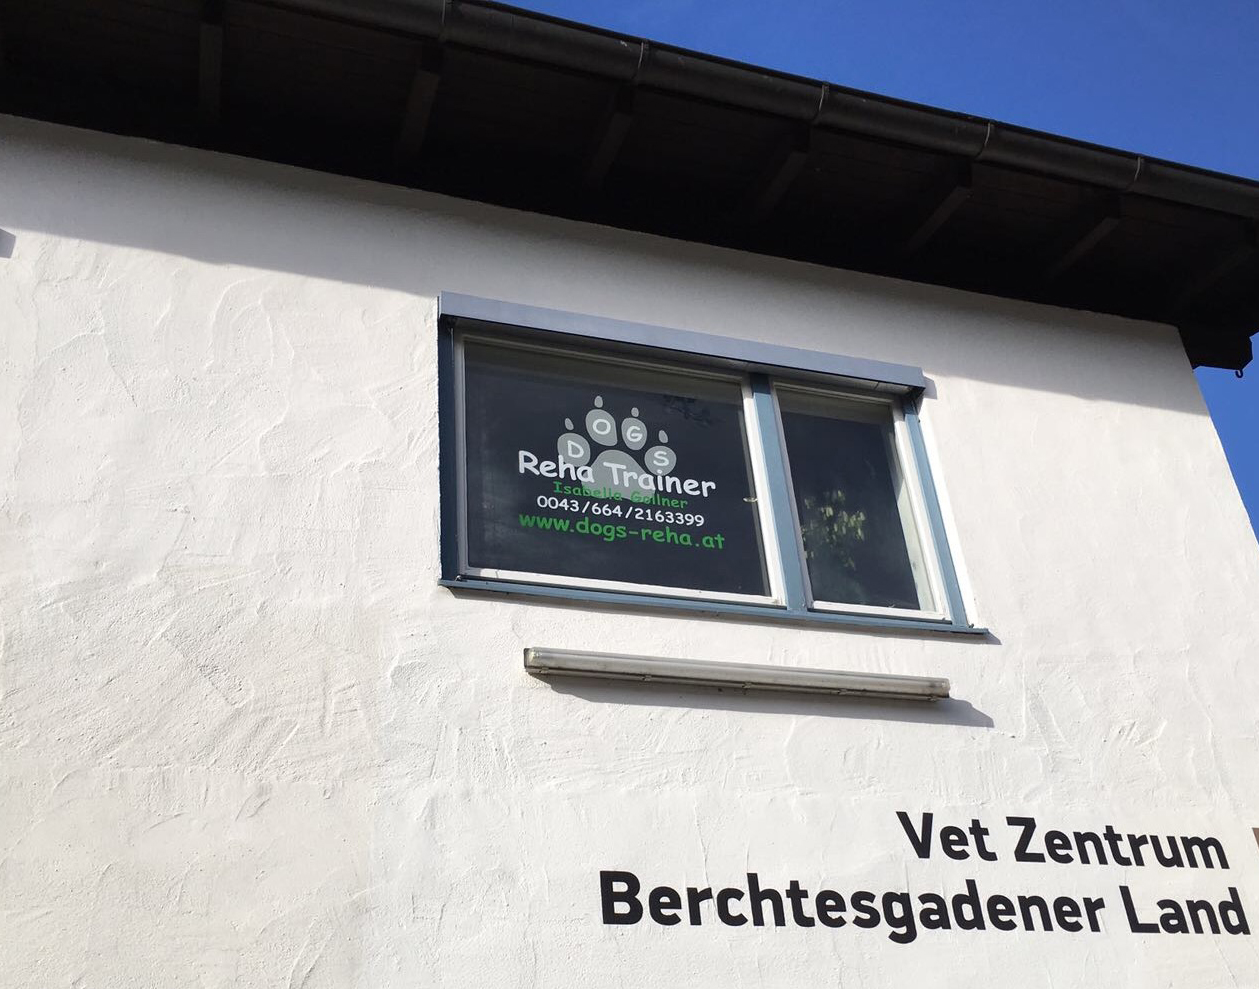 DOGS
Reha Trainer
Isabella Gollner
0043/664/2163399
www.dogs-reha.at
Vet Zentrum
Berchtesgadener Land